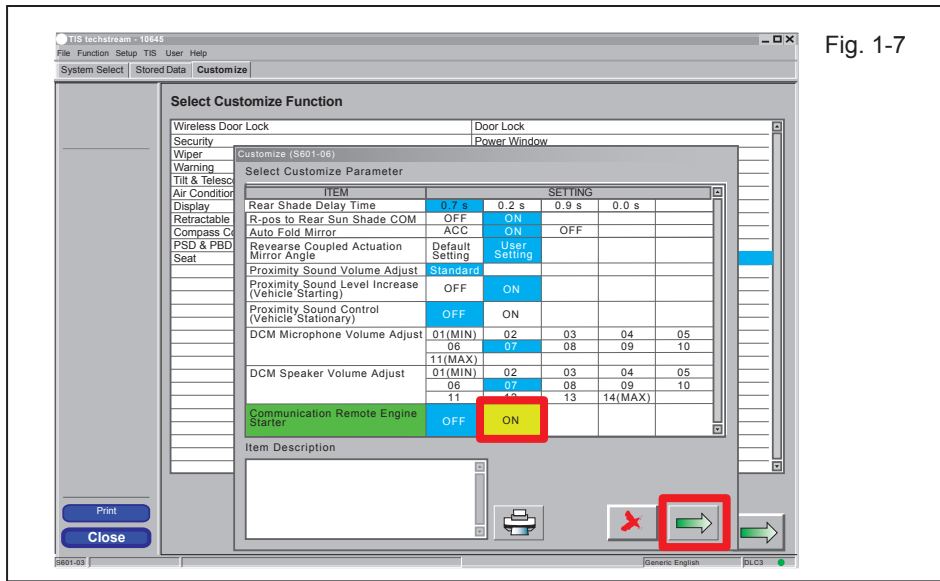 Fig. 1-7
TIS techstream - 10645
File Function Setup TIS User Help
System Select Stored Data Customize
Select Customize Function
Wireless Door Lock Door Lock
Security Power Window
Wiper
Warning
Tilt & Telesco
Air Condition
Display
Retractable
Compass Co
PSD & PBD
Seat
Customize (S601-06)
Select Customize Parameter
ITEM SETTING
Rear Shade Delay Time 0.7 s 0.2 s 0.9 s 0.0 s
R-pos to Rear Sun Shade COM OFF ON
Auto Fold Mirror ACC ON OFF
Revearse Coupled Actuation
Mirror Angle
Default
Setting
User
Setting
Proximity Sound Volume Adjust Standard
Proximity Sound Level Increase
(Vehicle Starting)
OFF ON
Proximity Sound Control
(Vehicle Stationary)
OFF ON
DCM Microphone Volume Adjust 01(MIN) 02 03 04 05
06 07 08 09 10
11(MAX)
DCM Speaker Volume Adjust 01(MIN) 02 03 04 05
06 07 08 09 10
11 12 13 14(MAX)
Communication Remote Engine
Starter
OFF ON
Item Description
Print
Close
S601-03 Generic English DLC3